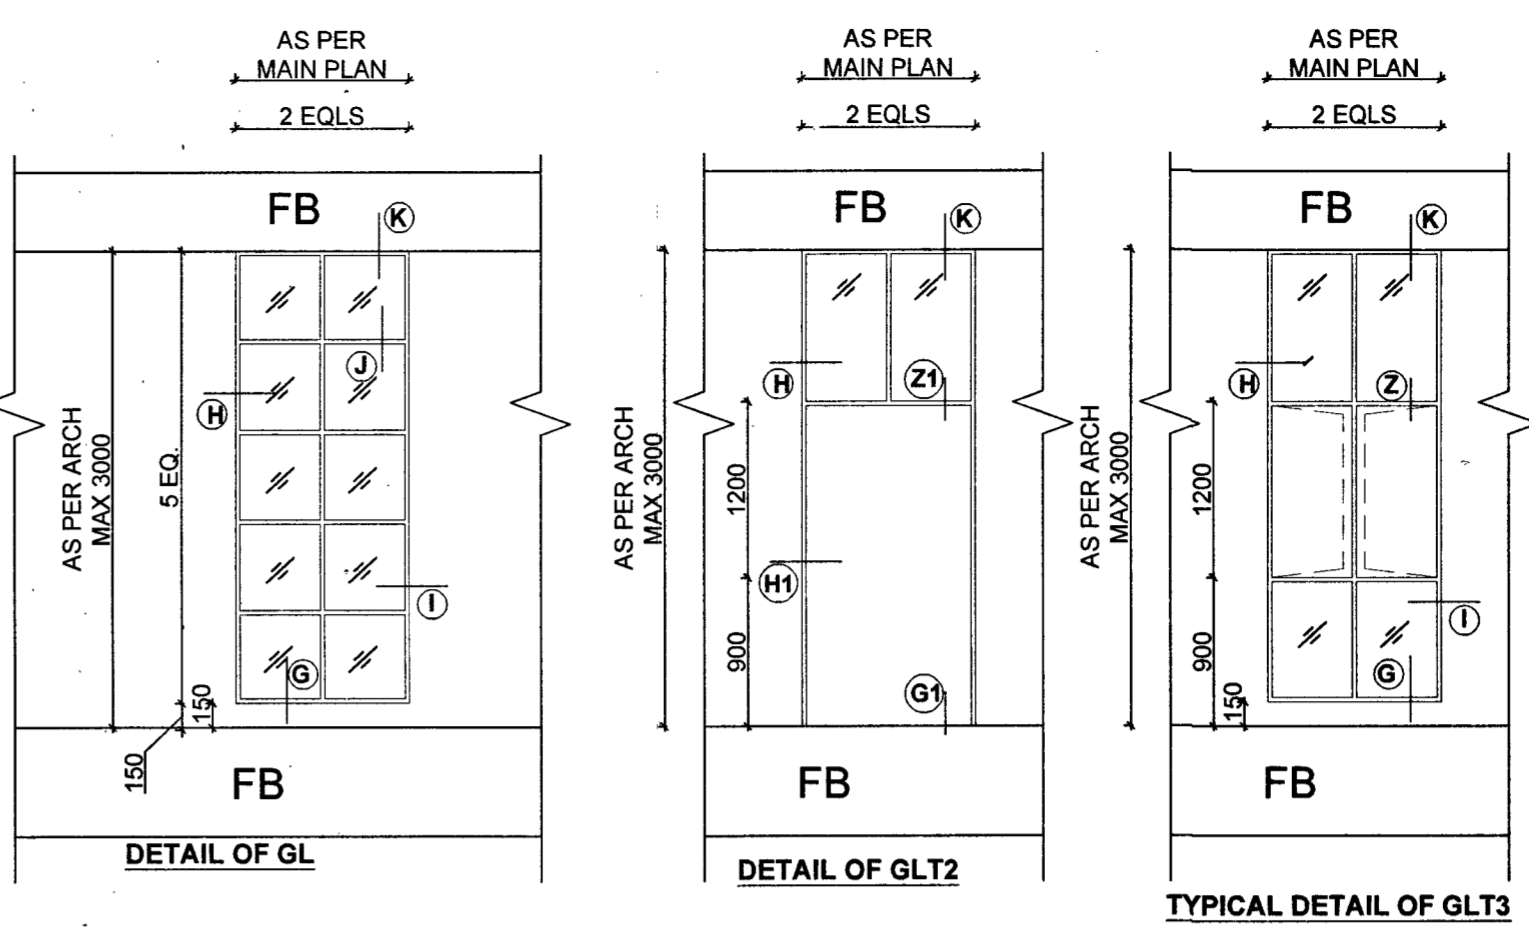 AS PER
MAIN PLAN
2 EQLS
FB
K
J
H
I
G
AS PER ARCH
MAX 3000
5 EQ.
150
150
FB
DETAIL OF GL
AS PER
MAIN PLAN
2 EQLS
FB
K
H
Z1
H1
G1
AS PER ARCH
MAX 3000
1200
900
FB
DETAIL OF GLT2
AS PER
MAIN PLAN
2 EQLS
FB
K
H
Z
I
G
AS PER ARCH
MAX 3000
1200
900
150
FB
TYPICAL DETAIL OF GLT3